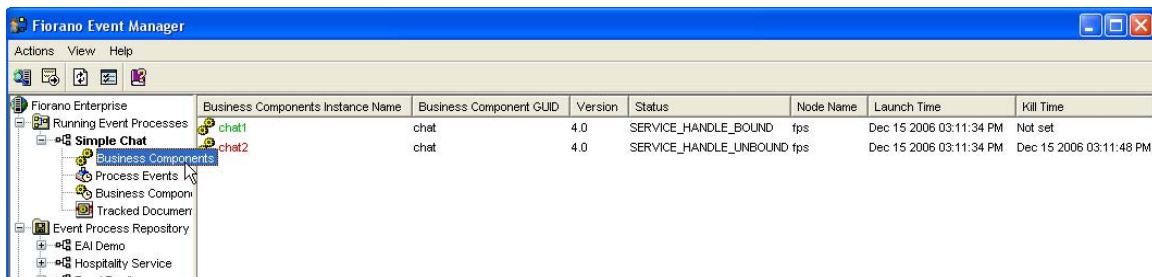 Fiorano Event Manager
Actions View Help
Fiorano Enterprise
Running Event Processes
Simple Chat
Business Components
Process Events
Business Compon
Tracked Documen
Event Process Repository
EAI Demo
Hospitality Service
Business Components Instance Name Business Component GUID Version Status Node Name Launch Time Kill Time
chat1 chat 4.0 SERVICE_HANDLE_BOUND fps Dec 15 2006 03:11:34 PM Not set
chat2 chat 4.0 SERVICE_HANDLE_UNBOUND fps Dec 15 2006 03:11:34 PM Dec 15 2006 03:11:48 PM